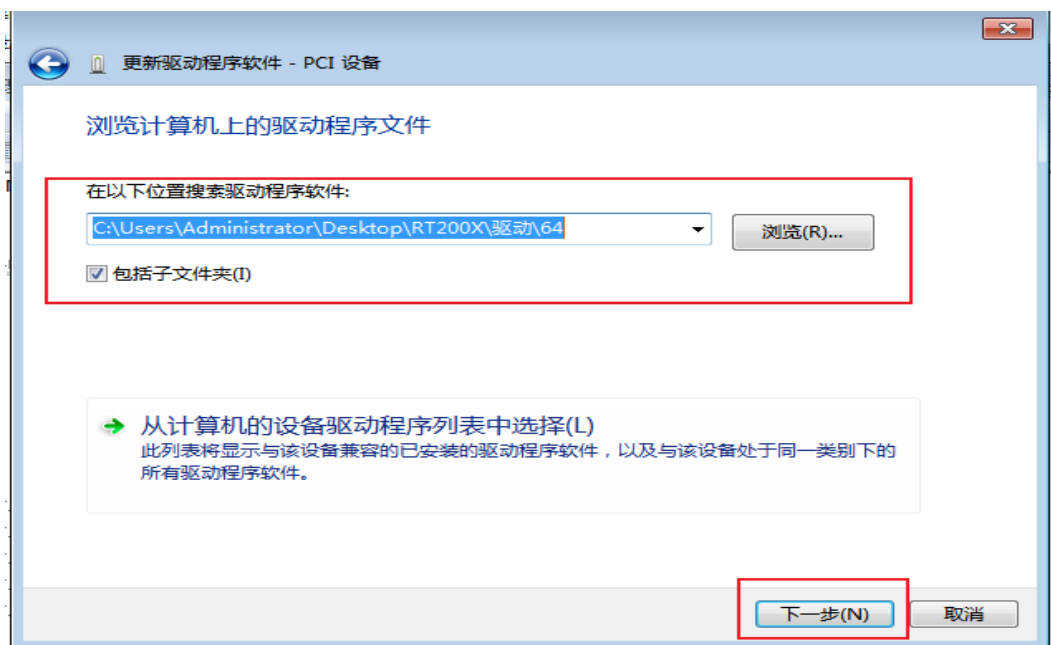 更新驱动程序软件 - PCI 设备
浏览计算机上的驱动程序文件
在以下位置搜索驱动程序软件:
C:\Users\Administrator\Desktop\RT200X\驱动\64
浏览(R)...
包括子文件夹(I)
从计算机的设备驱动程序列表中选择(L)
此列表将显示与该设备兼容的已安装的驱动程序软件，以及与该设备处于同一类别下的
所有驱动程序软件。
下一步(N)
取消